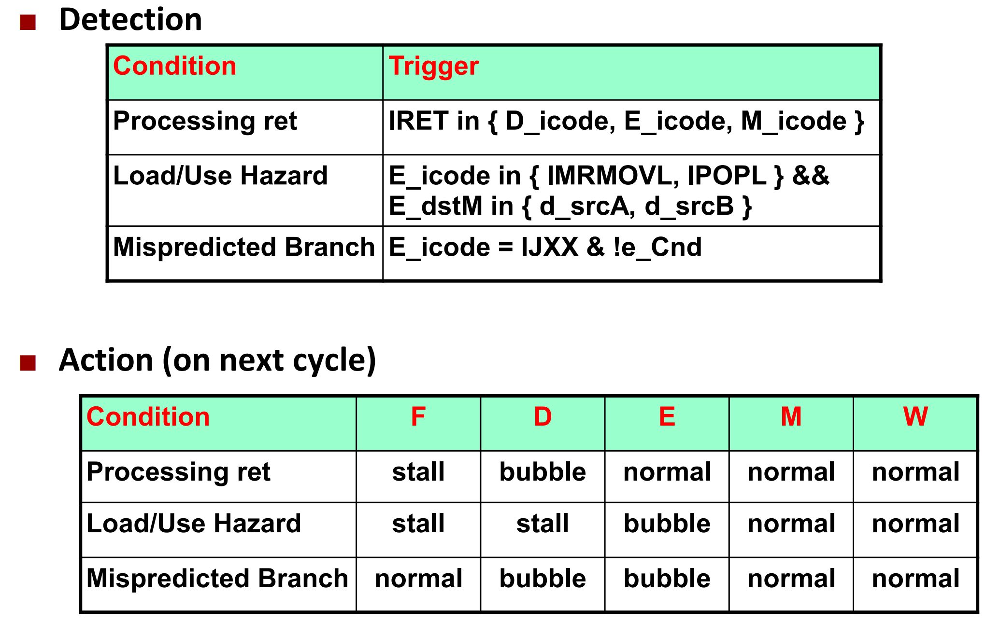 Detection
Condition Trigger
Processing ret IRET in { D_icode, E_icode, M_icode }
Load/Use Hazard E_icode in { IMRMOVL, IPOPL } &&
E_dstM in { d_srcA, d_srcB }
Mispredicted Branch E_icode = IJXX & !e_Cnd
Action (on next cycle)
Condition F D E M W
Processing ret stall bubble normal normal normal
Load/Use Hazard stall stall bubble normal normal
Mispredicted Branch normal bubble bubble normal normal